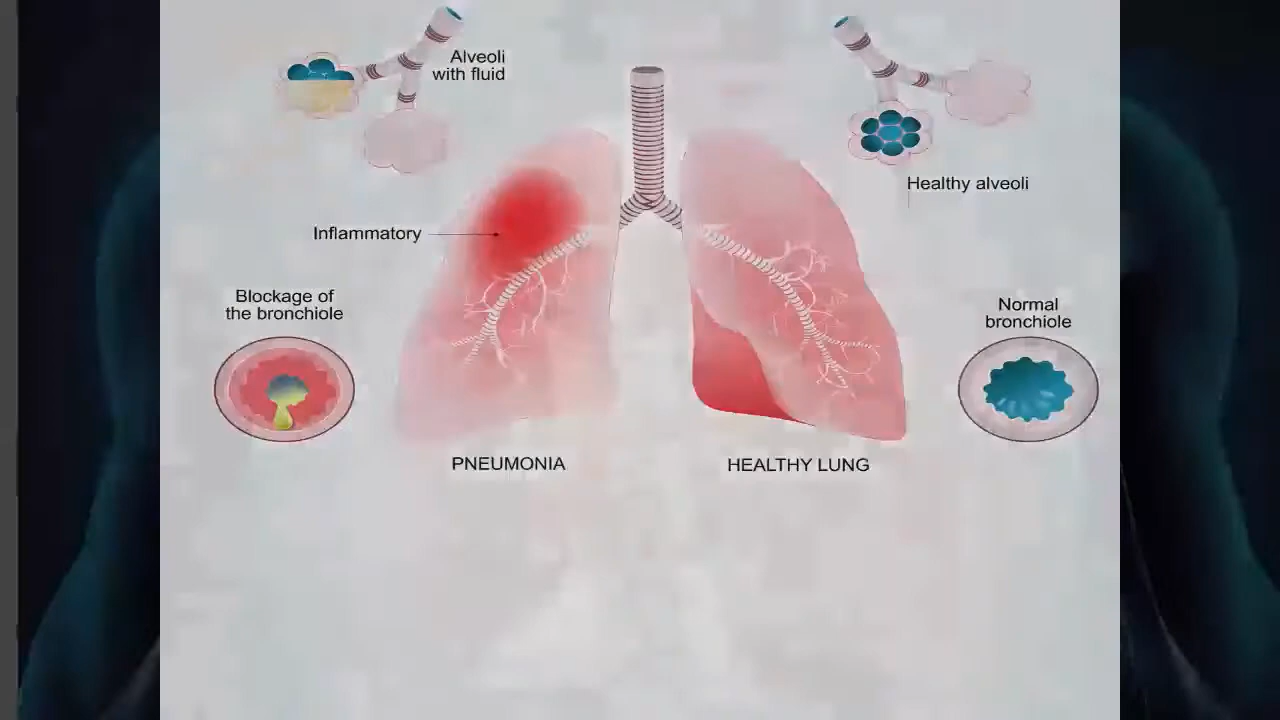 Alveoli
with fluid
Healthy alveoli
Inflammatory
Blockage of
the bronchiole
Normal
bronchiole
PNEUMONIA
HEALTHY LUNG